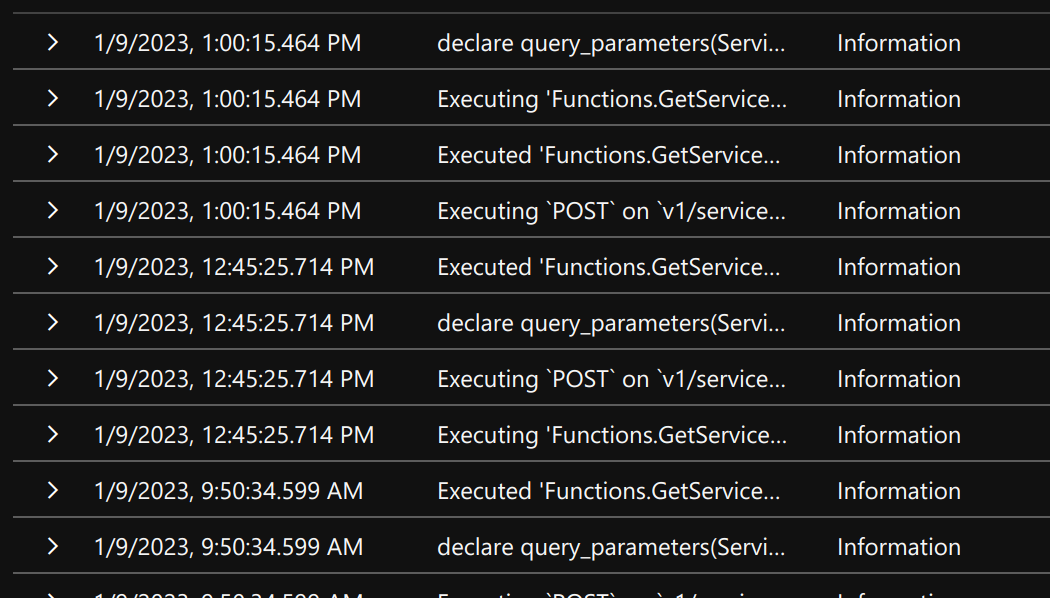 1/9/2023, 1:00:15.464 PM declare query_parameters(Servi... Information
1/9/2023, 1:00:15.464 PM Executing 'Functions.GetService... Information
1/9/2023, 1:00:15.464 PM Executed 'Functions.GetService... Information
1/9/2023, 1:00:15.464 PM Executing `POST` on `v1/service... Information
1/9/2023, 12:45:25.714 PM Executed 'Functions.GetService... Information
1/9/2023, 12:45:25.714 PM declare query_parameters(Servi... Information
1/9/2023, 12:45:25.714 PM Executing `POST` on `v1/service... Information
1/9/2023, 12:45:25.714 PM Executing 'Functions.GetService... Information
1/9/2023, 9:50:34.599 AM Executed 'Functions.GetService... Information
1/9/2023, 9:50:34.599 AM declare query_parameters(Servi... Information